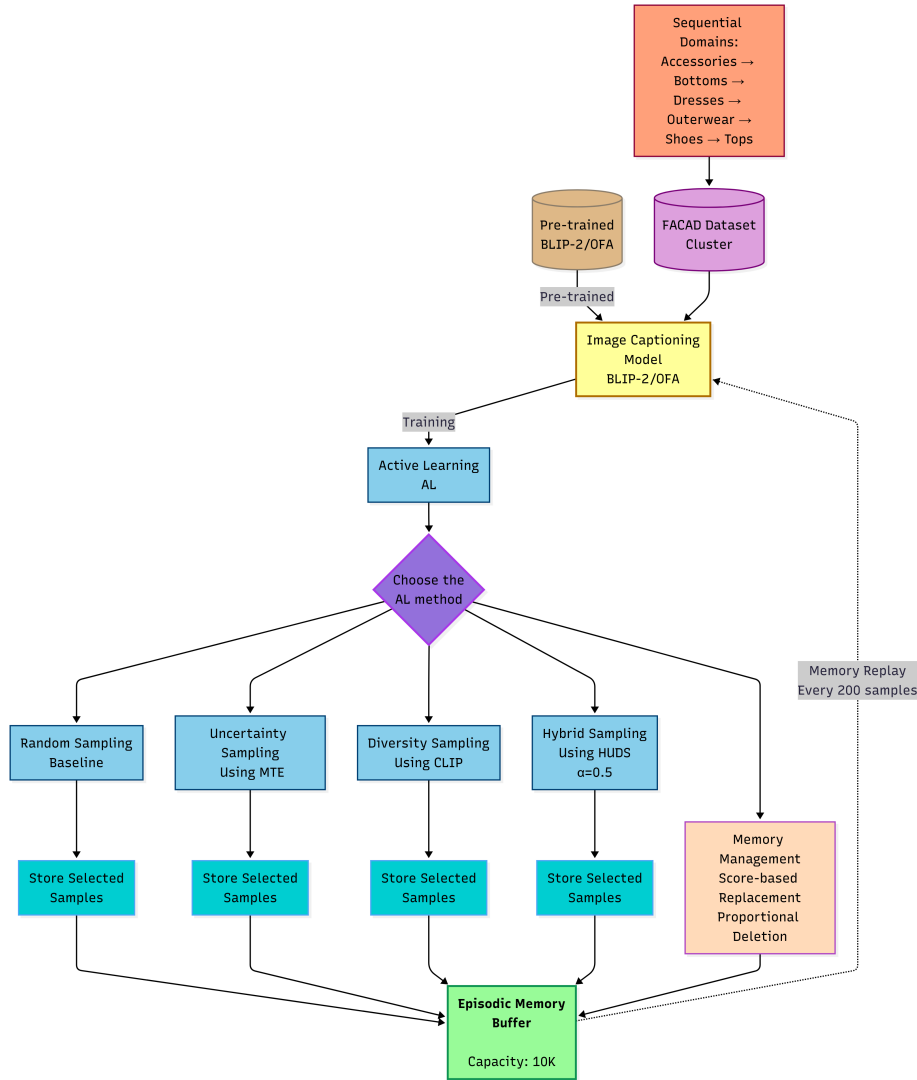 Sequential
Domains:
Accessories →
Bottoms →
Dresses →
Outerwear →
Shoes → Tops
Pre-trained
BLIP-2/OFA
FACAD Dataset
Cluster
Pre-trained
Image Captioning
Model
BLIP-2/OFA
Training
Active Learning
AL
Choose the
AL method
Memory Replay
Every 200 samples
Random Sampling
Baseline
Uncertainty
Sampling
Using MTE
Diversity Sampling
Using CLIP
Hybrid Sampling
Using HUDS
α=0.5
Memory
Management
Score-based
Replacement
Proportional
Deletion
Store Selected
Samples
Store Selected
Samples
Store Selected
Samples
Store Selected
Samples
Episodic Memory
Buffer
Capacity: 10K